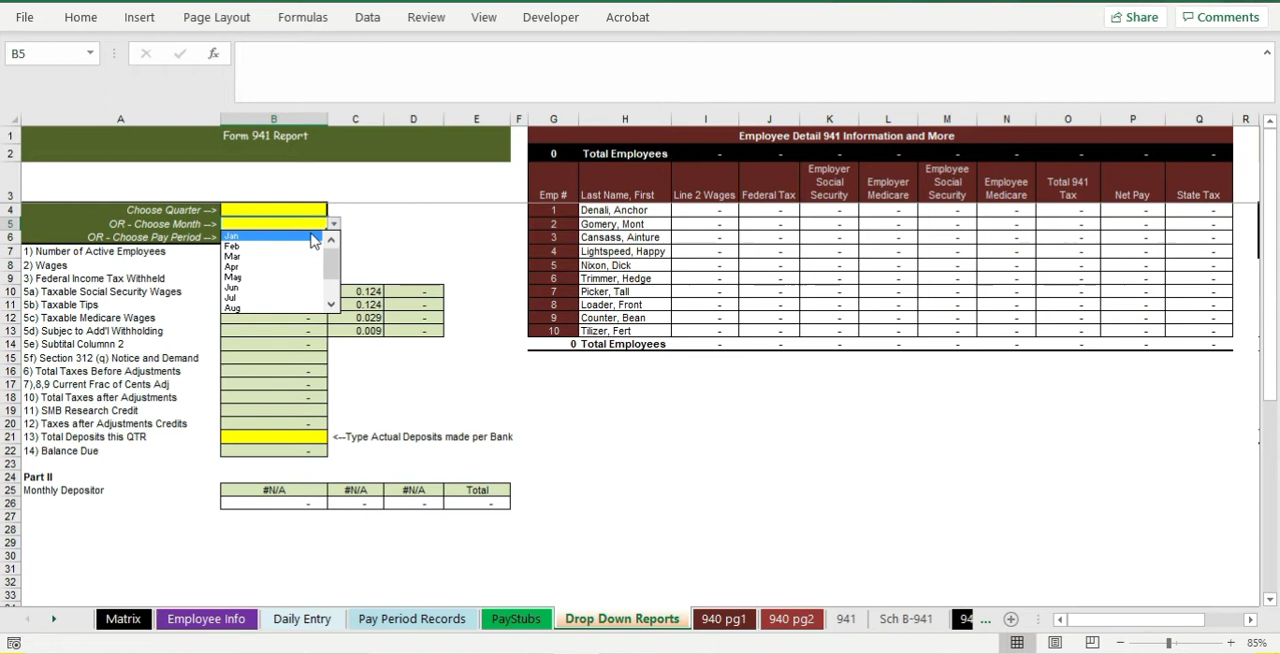 File Home Insert Page Layout Formulas Data Review View Developer Acrobat Share Comments
B5 fx
A B C D E F G H I J K L M N O P Q R
1 Form 941 Report Employee Detail 941 Information and More
2 0 Total Employees - - - - - - - - -
3 Emp # Last Name, First Line 2 Wages Federal Tax Employer Social Security Employer Medicare Employee Social Security Employee Medicare Total 941 Tax Net Pay State Tax
4 Choose Quarter --> 1 Denali, Anchor - - - - - - - - -
5 OR - Choose Month --> 2 Gomery, Mont - - - - - - - - -
6 OR - Choose Pay Period --> Jan 3 Cansass, Ainture - - - - - - - - -
Feb
7 1) Number of Active Employees Mar 4 Lightspeed, Happy - - - - - - - - -
8 2) Wages Apr 5 Nixon, Dick - - - - - - - - -
9 3) Federal Income Tax Withheld May 6 Trimmer, Hedge - - - - - - - - -
Jun
10 5a) Taxable Social Security Wages Jul 0.124 - 7 Picker, Tall - - - - - - - - -
11 5b) Taxable Tips Aug 0.124 - 8 Loader, Front - - - - - - - - -
12 5c) Taxable Medicare Wages - 0.029 - 9 Counter, Bean - - - - - - - - -
13 5d) Subjec to Add'l Withholding - 0.009 - 10 Tilizer, Fert - - - - - - - - -
14 5e) Subtital Column 2 - 0 Total Employees - - - - - - - - -
15 5f) Section 312 (q) Notice and Demand
16 6) Total Taxes Before Adjustments -
17 7),8,9 Current Frac of Cents Adj -
18 10) Total Taxes after Adjustments -
19 11) SMB Research Credit
20 12) Taxes after Adjustments Credits -
21 13) Total Deposits this QTR <--Type Actual Deposits made per Bank
22 14) Balance Due -
23
24 Part II
25 Monthly Depositor #N/A #N/A #N/A Total
26 - - - -
27
28
29
30
31
32
33
Matrix Employee Info Daily Entry Pay Period Records PayStubs Drop Down Reports 940 pg1 940 pg2 941 Sch B-941 94 ...
85%